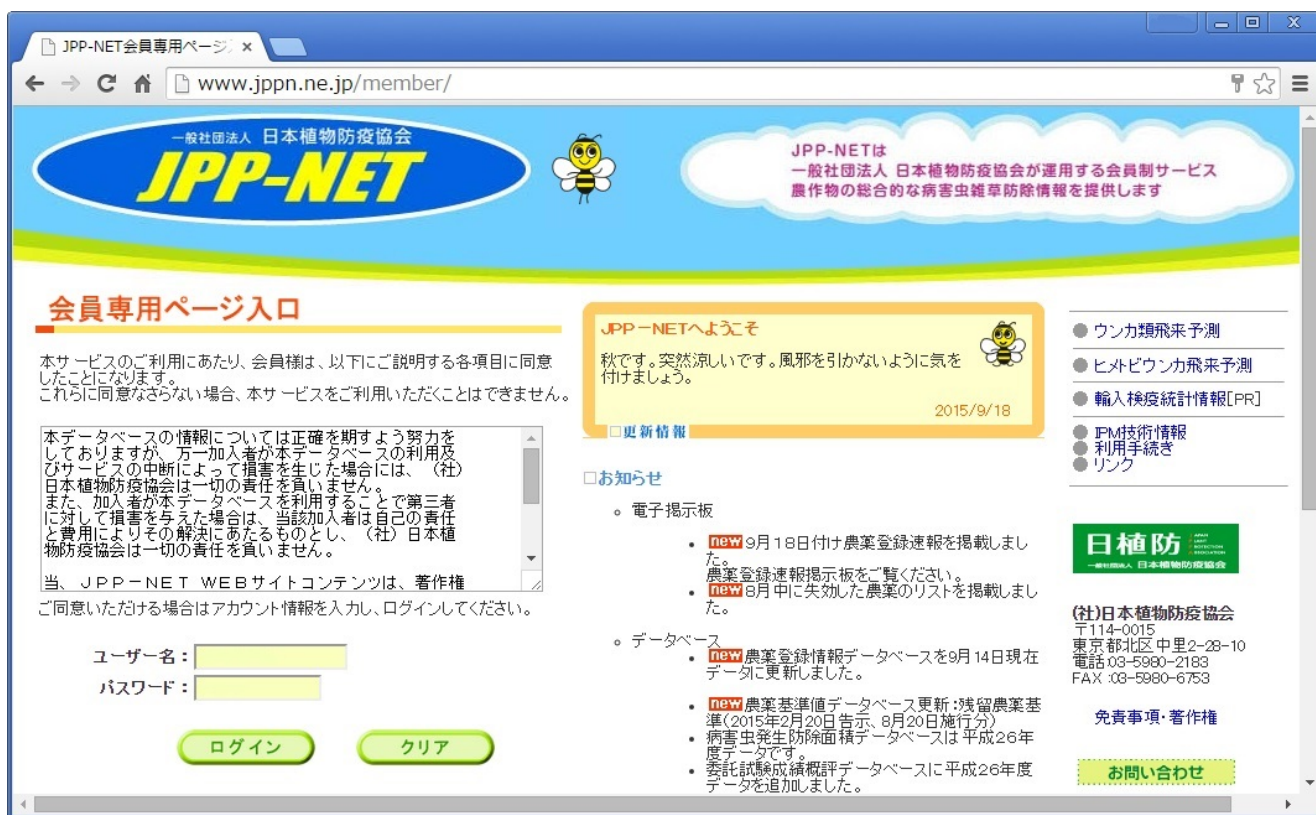 JPP-NET会員専用ページ
www.jppn.ne.jp/member/
一般社団法人 日本植物防疫協会
JPP-NET
JPP-NETは
一般社団法人 日本植物防疫協会が運用する会員制サービス
農作物の総合的な病害虫雑草防除情報を提供します
会員専用ページ入口
本サービスのご利用にあたり、会員様は、以下にご説明する各項目に同意
したことになります。
これらに同意なさらない場合、本サービスをご利用いただくことはできません。
本データベースの情報については正確を期すよう努力を
しておりますが、万一加入者が本データベースの利用及
びサービスの中断によって損害を生じた場合には、（社）
日本植物防疫協会は一切の責任を負いません。
また、加入者が本データベースを利用することで第三者
に対して損害を与えた場合は、当該加入者は自己の責任
と費用によりその解決にあたるものとし、（社）日本植
物防疫協会は一切の責任を負いません。
当、ＪＰＰ－ＮＥＴ ＷＥＢサイトコンテンツは、著作権
ご同意いただける場合はアカウント情報を入力し、ログインしてください。
ユーザー名：
パスワード：
ログイン
クリア
JPP－NETへようこそ
秋です。突然涼しいです。風邪を引かないように気を
付けましょう。
2015/9/18
□更新情報
□お知らせ
電子掲示板
new 9月18日付け農薬登録速報を掲載しまし
た。
農薬登録速報掲示板をご覧ください。
new 8月中に失効した農薬のリストを掲載しまし
た。
データベース
new 農薬登録情報データベースを9月14日現在
データに更新しました。
new 農薬基準値データベース更新：残留農薬基
準(2015年2月20日告示、8月20日施行分)
病害虫発生防除面積データベースは平成26年
度データです。
委託試験成績概評データベースに平成26年度
データを追加しました。
ウンカ類飛来予測
ヒメトビウンカ飛来予測
輸入検疫統計情報[PR]
IPM技術情報
利用手続き
リンク
日植防
JAPAN
PLANT
PROTECTION
ASSOCIATION
一般社団法人 日本植物防疫協会
(社)日本植物防疫協会
〒114-0015
東京都北区中里2-28-10
電話:03-5980-2183
FAX :03-5980-6753
免責事項・著作権
お問い合わせ